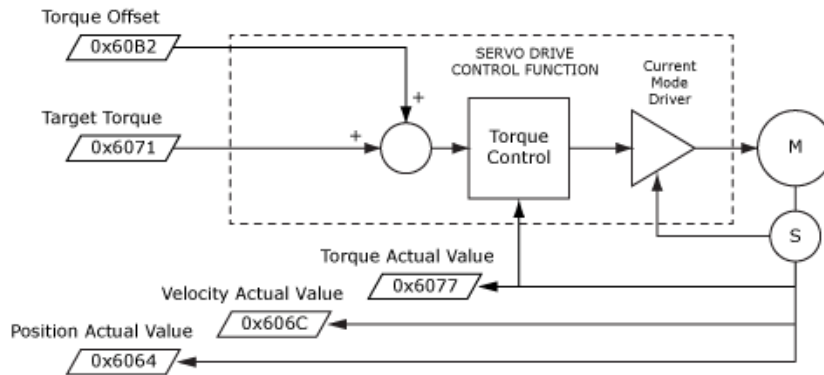 Torque Offset
0x60B2
SERVO DRIVE
CONTROL FUNCTION
Current
Mode
Driver
+
Target Torque
+
0x6071
Torque
Control
M
S
Torque Actual Value
0x6077
Velocity Actual Value
0x606C
Position Actual Value
0x6064